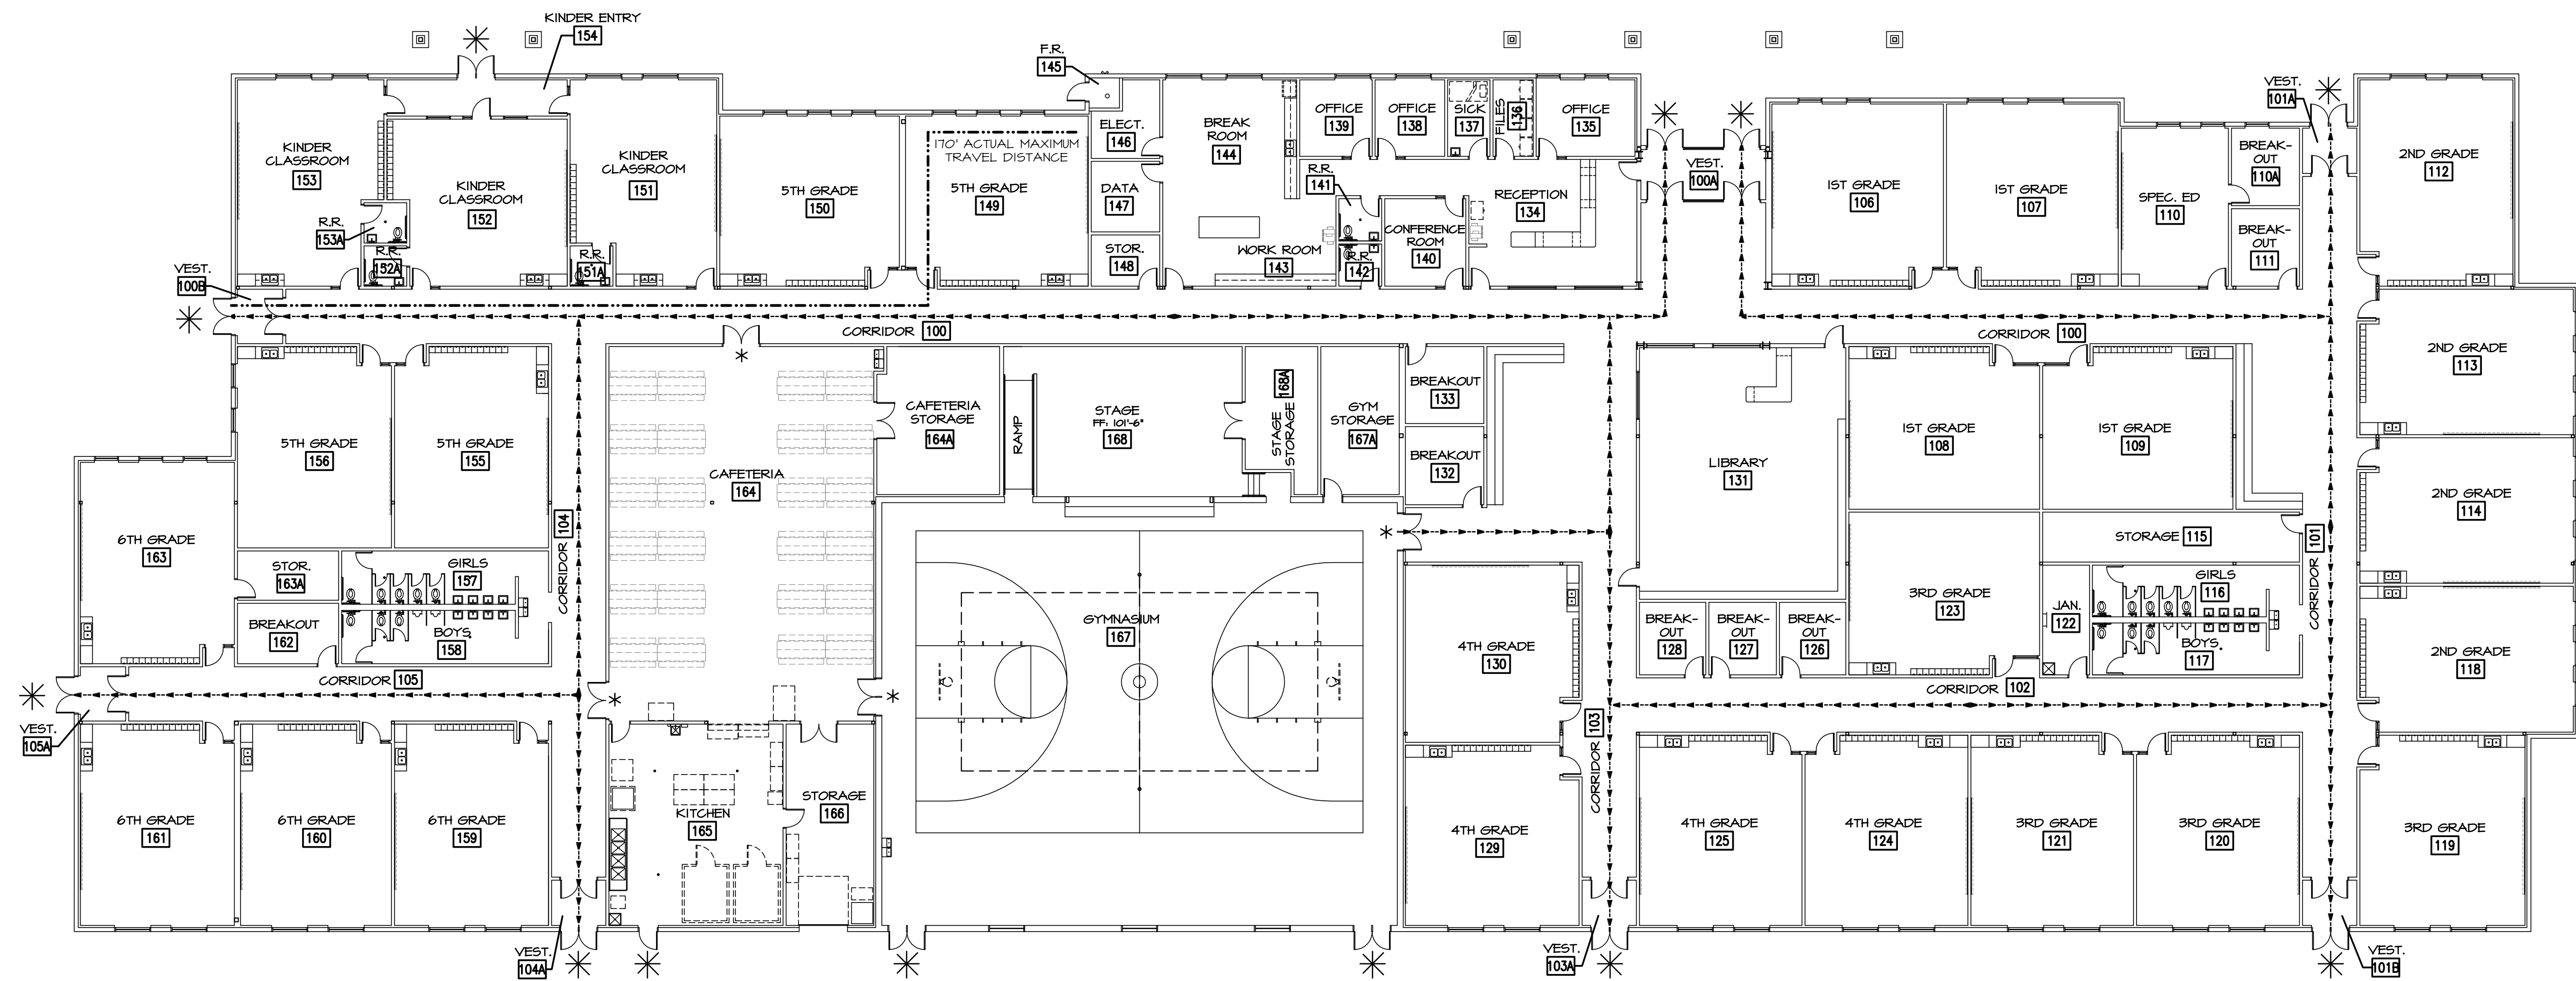 KINDER ENTRY
154
F.R.
145
VEST.
101A
KINDER
CLASSROOM
153
KINDER
CLASSROOM
152
KINDER
CLASSROOM
151
R.R.
153A
R.R.
152A
R.R.
151A
5TH GRADE
150
170' ACTUAL MAXIMUM
TRAVEL DISTANCE
5TH GRADE
149
ELECT.
146
DATA
147
STOR.
148
BREAK
ROOM
144
WORK ROOM
143
OFFICE
139
OFFICE
138
SICK
137
FILES
136
OFFICE
135
R.R.
141
R.R.
142
CONFERENCE
ROOM
140
RECEPTION
134
VEST.
100A
1ST GRADE
106
1ST GRADE
107
SPEC. ED
110
BREAK-
OUT
110A
BREAK-
OUT
111
2ND GRADE
112
VEST.
100B
CORRIDOR 100
CORRIDOR 100
5TH GRADE
156
5TH GRADE
155
CAFETERIA
164
CAFETERIA
STORAGE
164A
RAMP
STAGE
FF: 101'-6"
168
STAGE
STORAGE
168A
GYM
STORAGE
167A
BREAKOUT
133
BREAKOUT
132
LIBRARY
131
1ST GRADE
108
1ST GRADE
109
2ND GRADE
113
2ND GRADE
114
6TH GRADE
163
STOR.
163A
BREAKOUT
162
GIRLS
157
BOYS
158
CORRIDOR 104
GYMNASIUM
167
4TH GRADE
130
BREAK-
OUT
128
BREAK-
OUT
127
BREAK-
OUT
126
3RD GRADE
123
STORAGE 115
JAN.
122
GIRLS
116
BOYS
117
CORRIDOR 101
2ND GRADE
118
CORRIDOR 105
CORRIDOR 102
VEST.
105A
6TH GRADE
161
6TH GRADE
160
6TH GRADE
159
KITCHEN
165
STORAGE
166
4TH GRADE
129
CORRIDOR 103
4TH GRADE
125
4TH GRADE
124
3RD GRADE
121
3RD GRADE
120
3RD GRADE
119
VEST.
104A
VEST.
103A
VEST.
101B